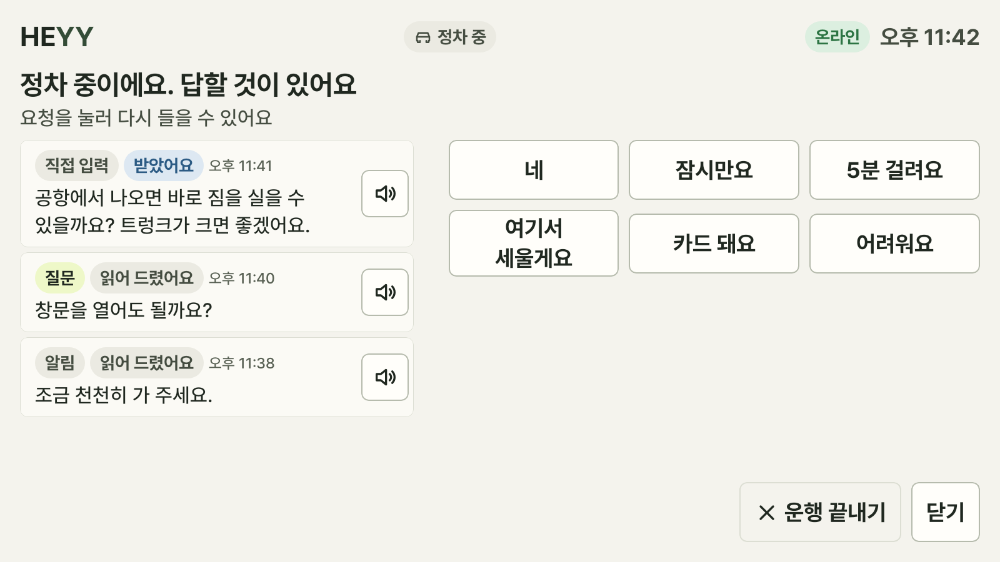 HEYY
정차 중
온라인 오후 11:42
정차 중이에요. 답할 것이 있어요
요청을 눌러 다시 들을 수 있어요
직접 입력 받았어요 오후 11:41
공항에서 나오면 바로 짐을 실을 수
있을까요? 트렁크가 크면 좋겠어요.
질문 읽어 드렸어요 오후 11:40
창문을 열어도 될까요?
알림 읽어 드렸어요 오후 11:38
조금 천천히 가 주세요.
네
잠시만요
5분 걸려요
여기서
세울게요
카드 돼요
어려워요
운행 끝내기
닫기